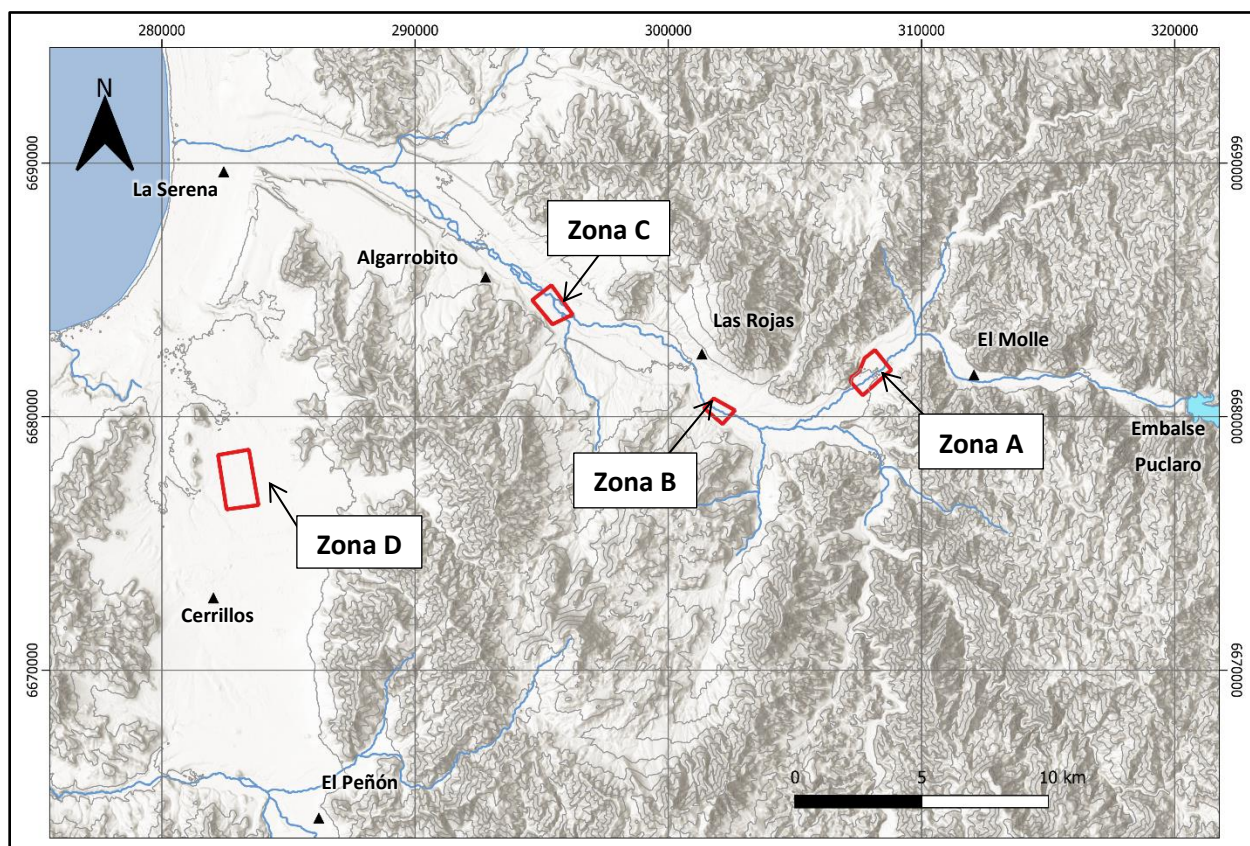 280000
290000
300000
310000
320000
N
6690000
6690000
La Serena
Zona C
Algarrobito
Las Rojas
El Molle
6680000
6680000
Zona A
Embalse
Puclaro
Zona B
Zona D
Cerrillos
6670000
6670000
El Peñón
0
5
10 km